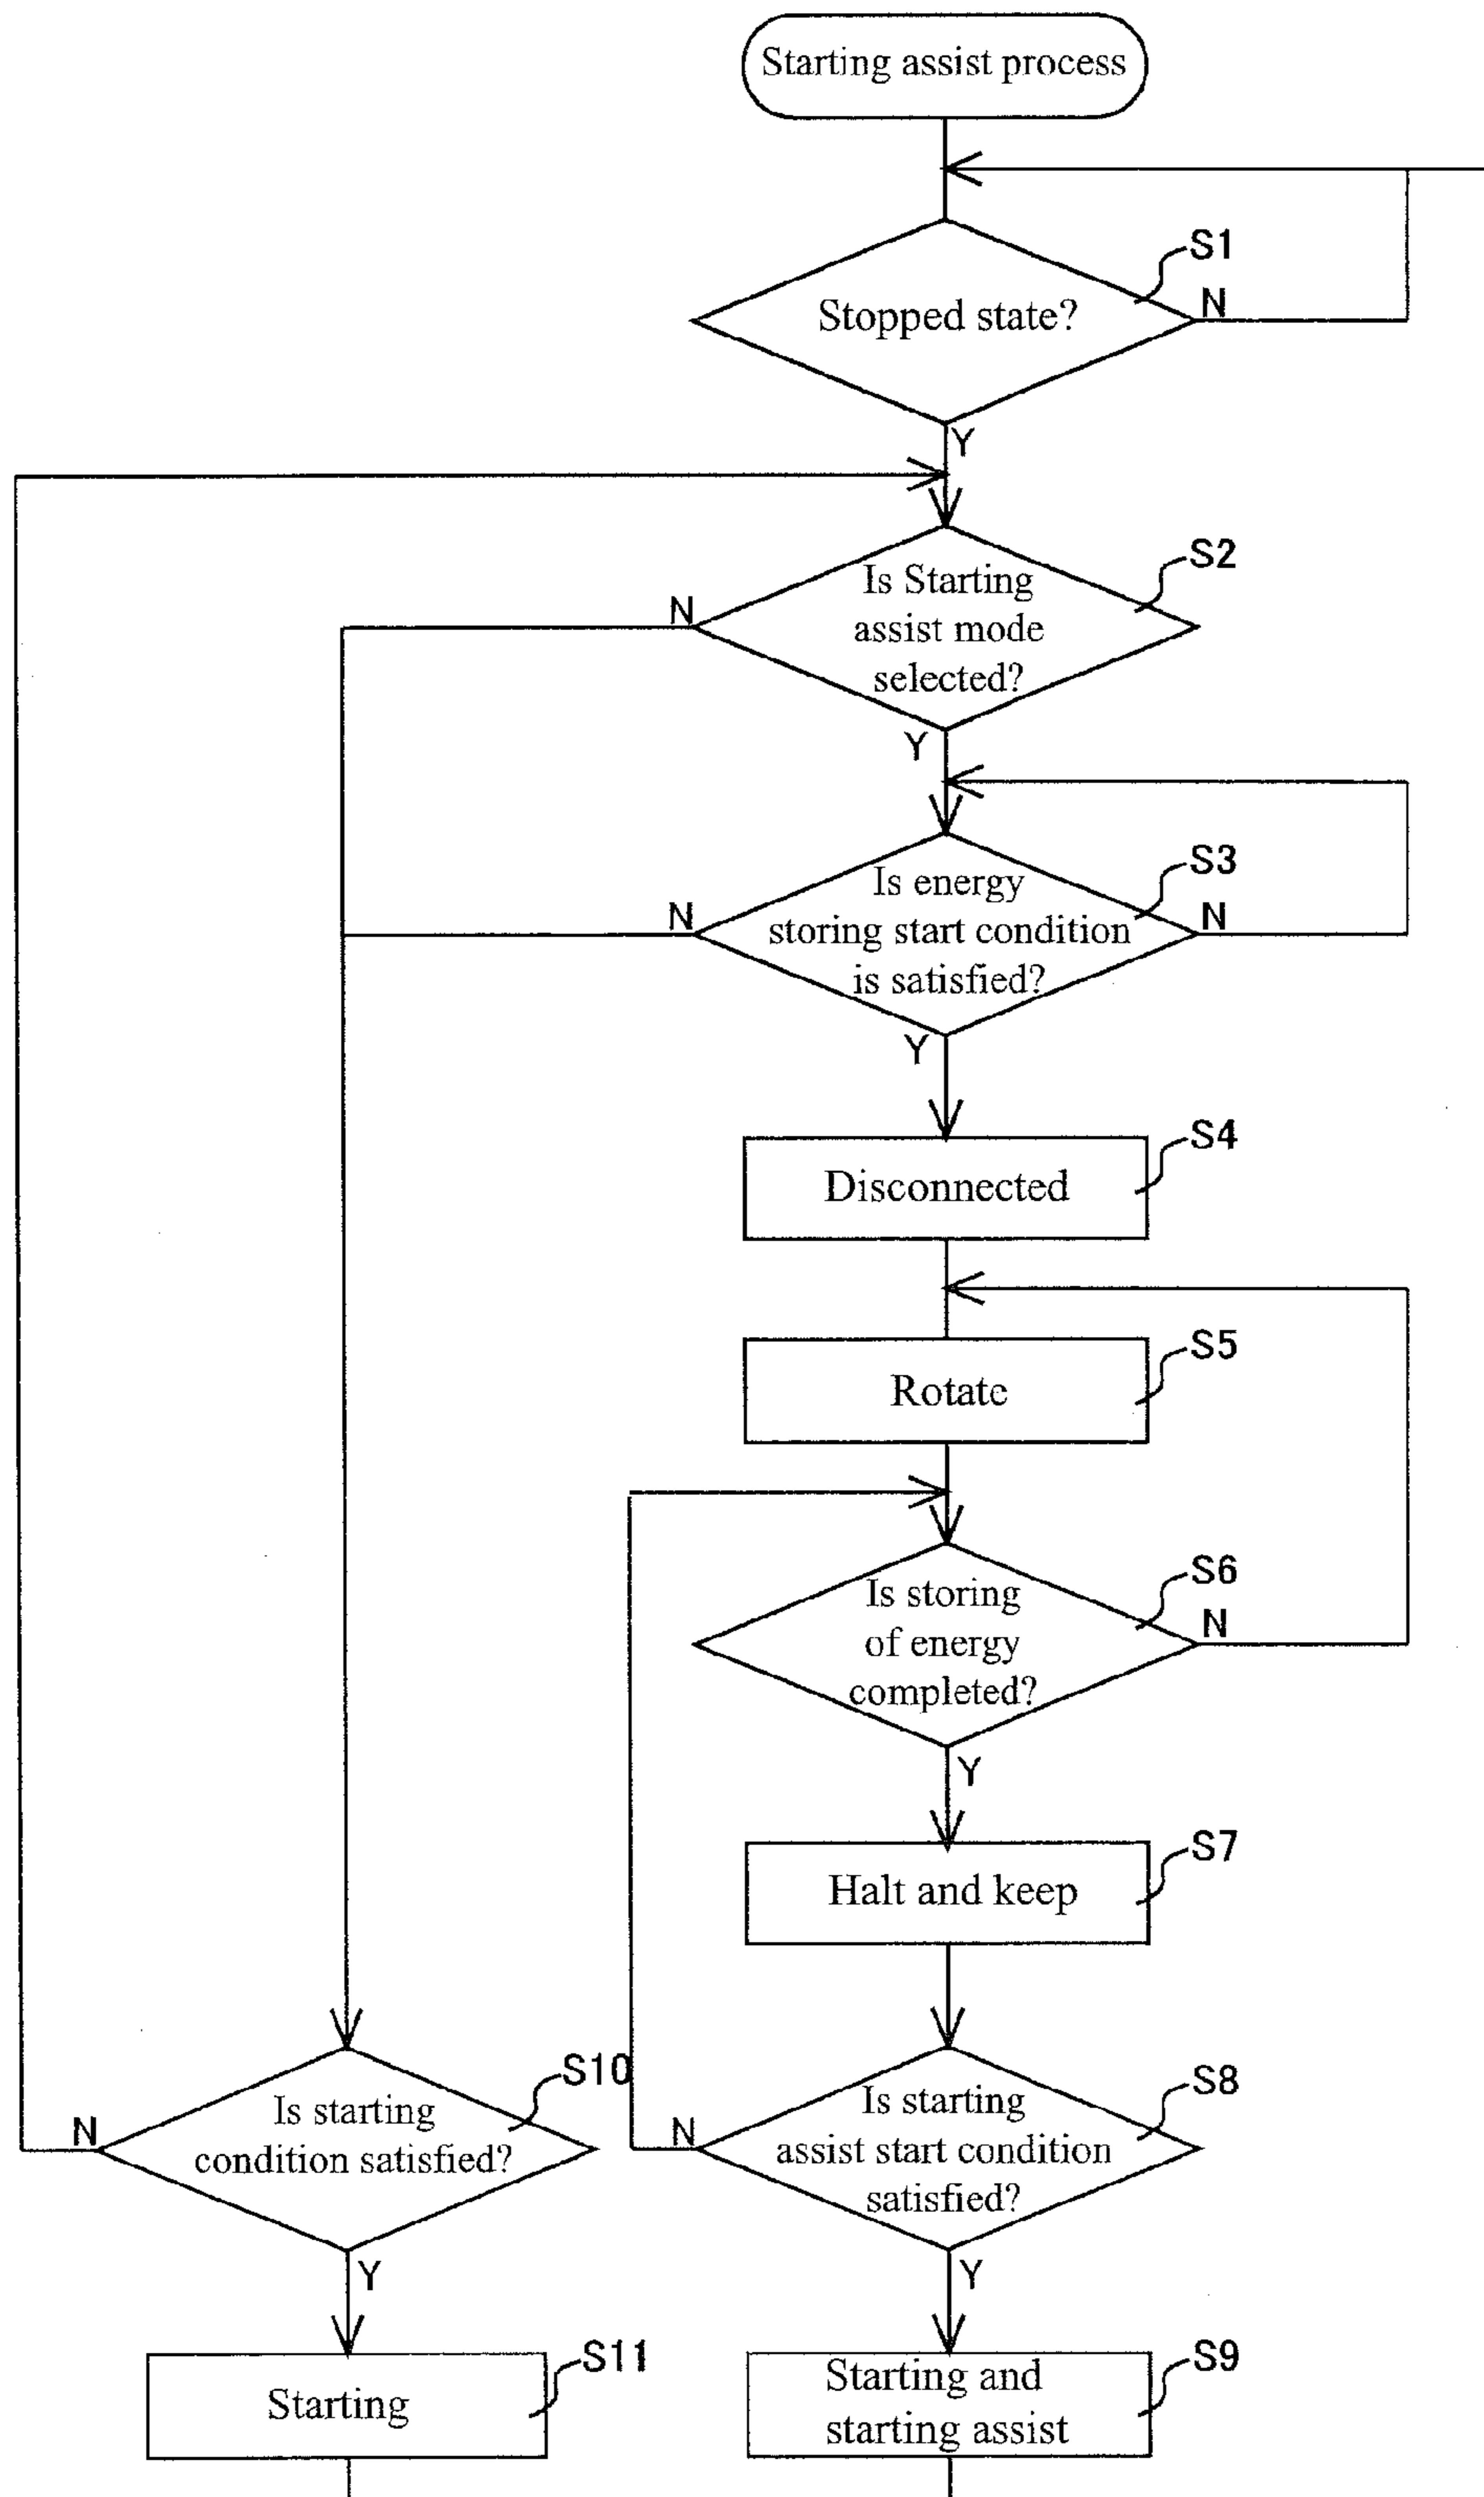 Starting assist process
S1
Stopped state?
N
Y
S2
Is Starting
assist mode
selected?
N
Y
S3
Is energy
storing start condition
is satisfied?
N
N
Y
S4
Disconnected
S5
Rotate
S6
Is storing
of energy
completed?
N
Y
S7
Halt and keep
S10
Is starting
condition satisfied?
N
Y
S8
Is starting
assist start condition
satisfied?
N
Y
S11
Starting
S9
Starting and
starting assist